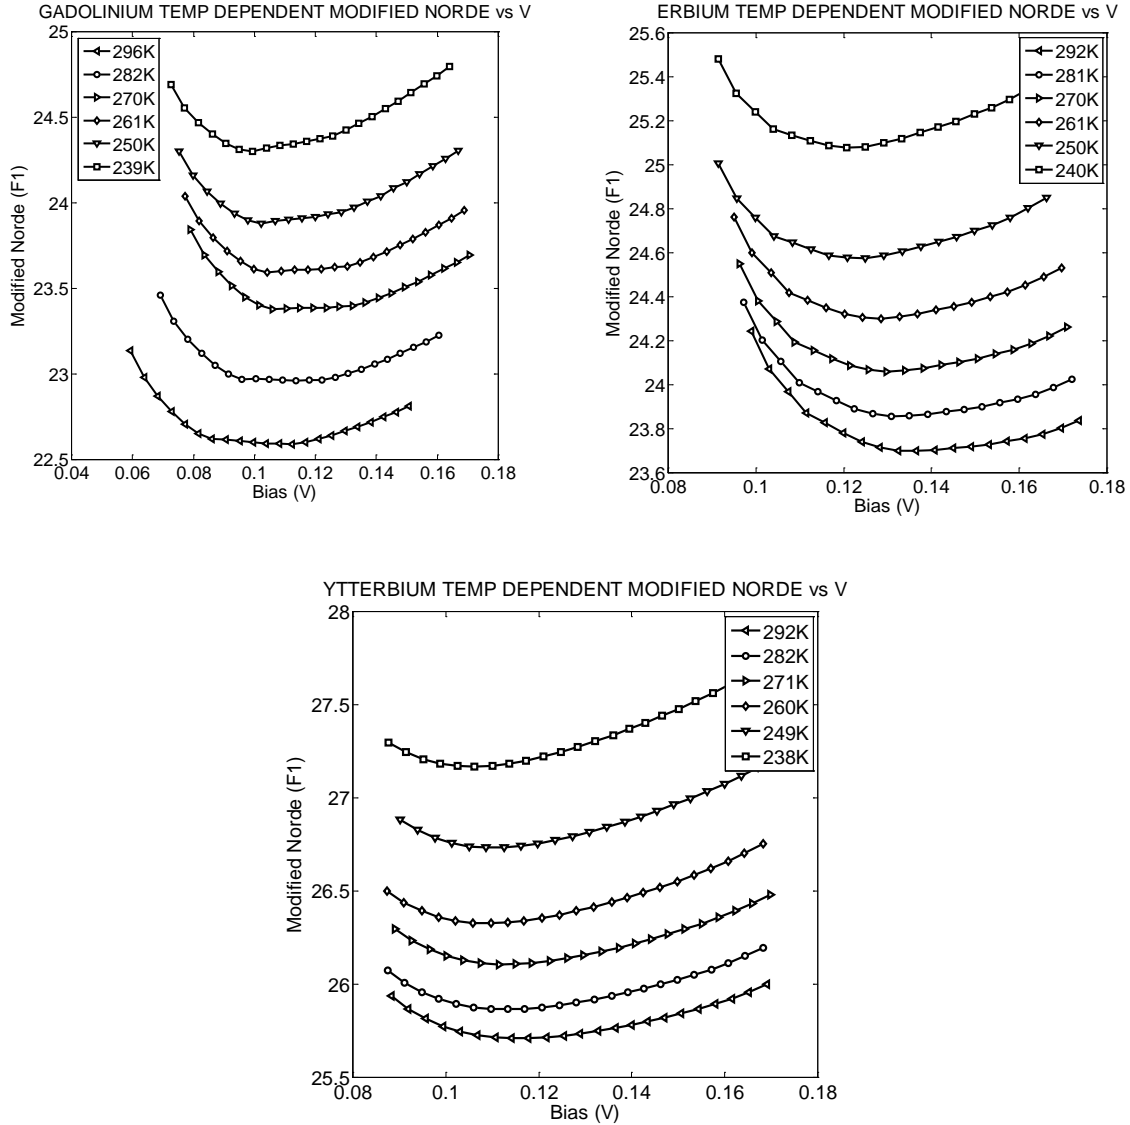 GADOLINIUM TEMP DEPENDENT MODIFIED NORDE vs V
25
24.5
24
23.5
23
22.5
0.04
0.06
0.08
0.1
0.12
0.14
0.16
0.18
Modified Norde (F1)
Bias (V)
296K
282K
270K
261K
250K
239K
ERBIUM TEMP DEPENDENT MODIFIED NORDE vs V
25.6
25.4
25.2
25
24.8
24.6
24.4
24.2
24
23.8
23.6
0.08
0.1
0.12
0.14
0.16
0.18
Modified Norde (F1)
Bias (V)
292K
281K
270K
261K
250K
240K
YTTERBIUM TEMP DEPENDENT MODIFIED NORDE vs V
28
27.5
27
26.5
26
25.5
0.08
0.1
0.12
0.14
0.16
0.18
Modified Norde (F1)
Bias (V)
292K
282K
271K
260K
249K
238K